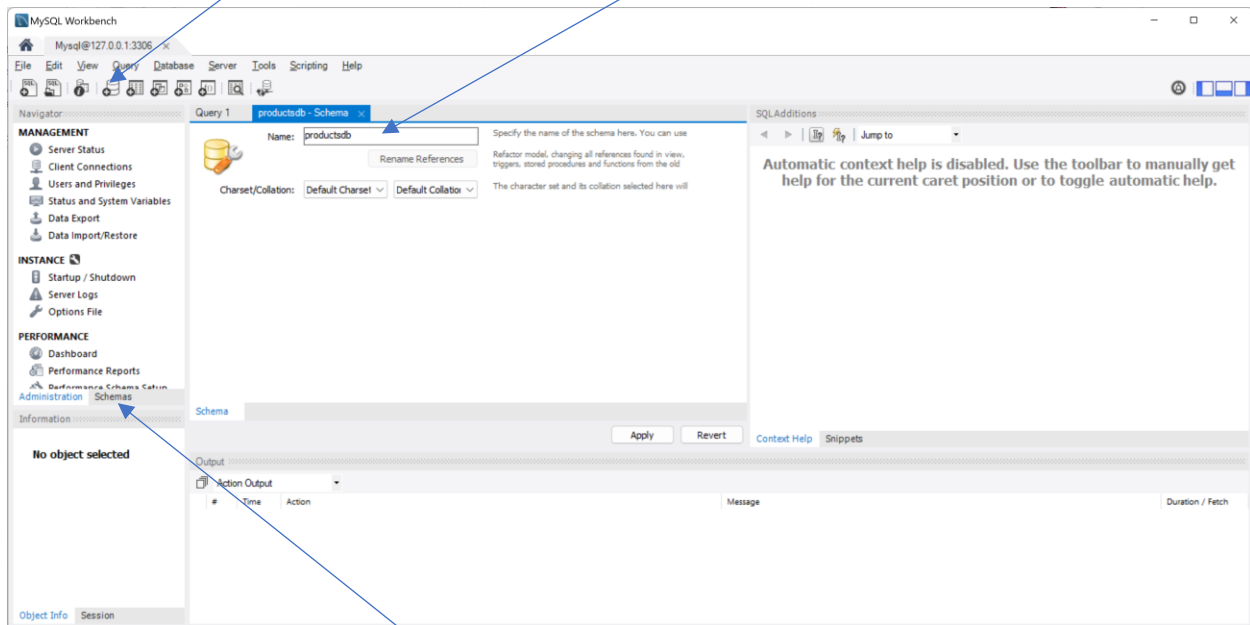 MySQL Workbench
Mysql@127.0.0.1:3306 ×
File Edit View Query Database Server Tools Scripting Help
Navigator
MANAGEMENT
Server Status
Client Connections
Users and Privileges
Status and System Variables
Data Export
Data Import/Restore
INSTANCE
Startup / Shutdown
Server Logs
Options File
PERFORMANCE
Dashboard
Performance Reports
Performance Schema Setup
Administration Schemas
Information
No object selected
Object Info Session
Query 1 productsdb - Schema ×
Name: productsdb
Specify the name of the schema here. You can use
Rename References
Refactor model, changing all references found in view,
triggers, stored procedures and functions from the old
Charset/Collation: Default Charset Default Collation
The character set and its collation selected here will
Schema
Apply Revert
SQLAdditions
Jump to
Automatic context help is disabled. Use the toolbar to manually get
help for the current caret position or to toggle automatic help.
Context Help Snippets
Output
Action Output
# Time Action Message Duration / Fetch